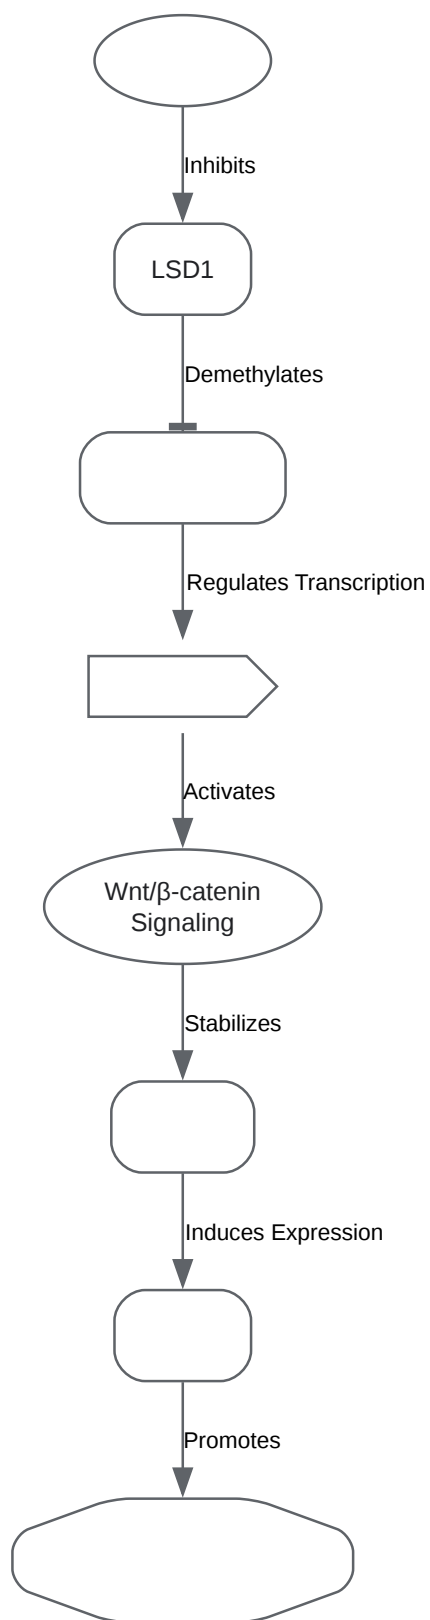 Inhibits
LSD1
Demethylates
Regulates Transcription
Activates
Wnt/β-catenin
Signaling
Stabilizes
Induces Expression
Promotes